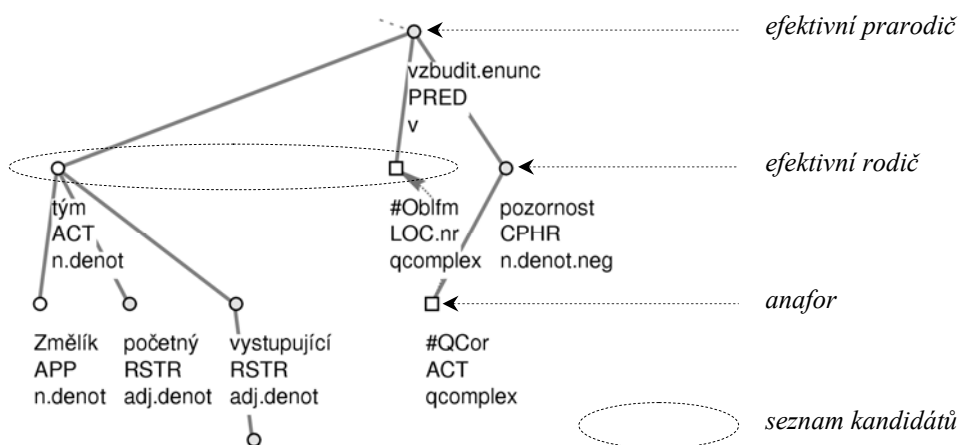 efektivní prarodič
vzbudit.enunc
PRED
v
efektivní rodič
tým
ACT
n.denot
#Oblfm
LOC.nr
qcomplex
pozornost
CPHR
n.denot.neg
anafor
Změlík
APP
n.denot
početný
RSTR
adj.denot
vystupující
RSTR
adj.denot
#QCor
ACT
qcomplex
seznam kandidátů